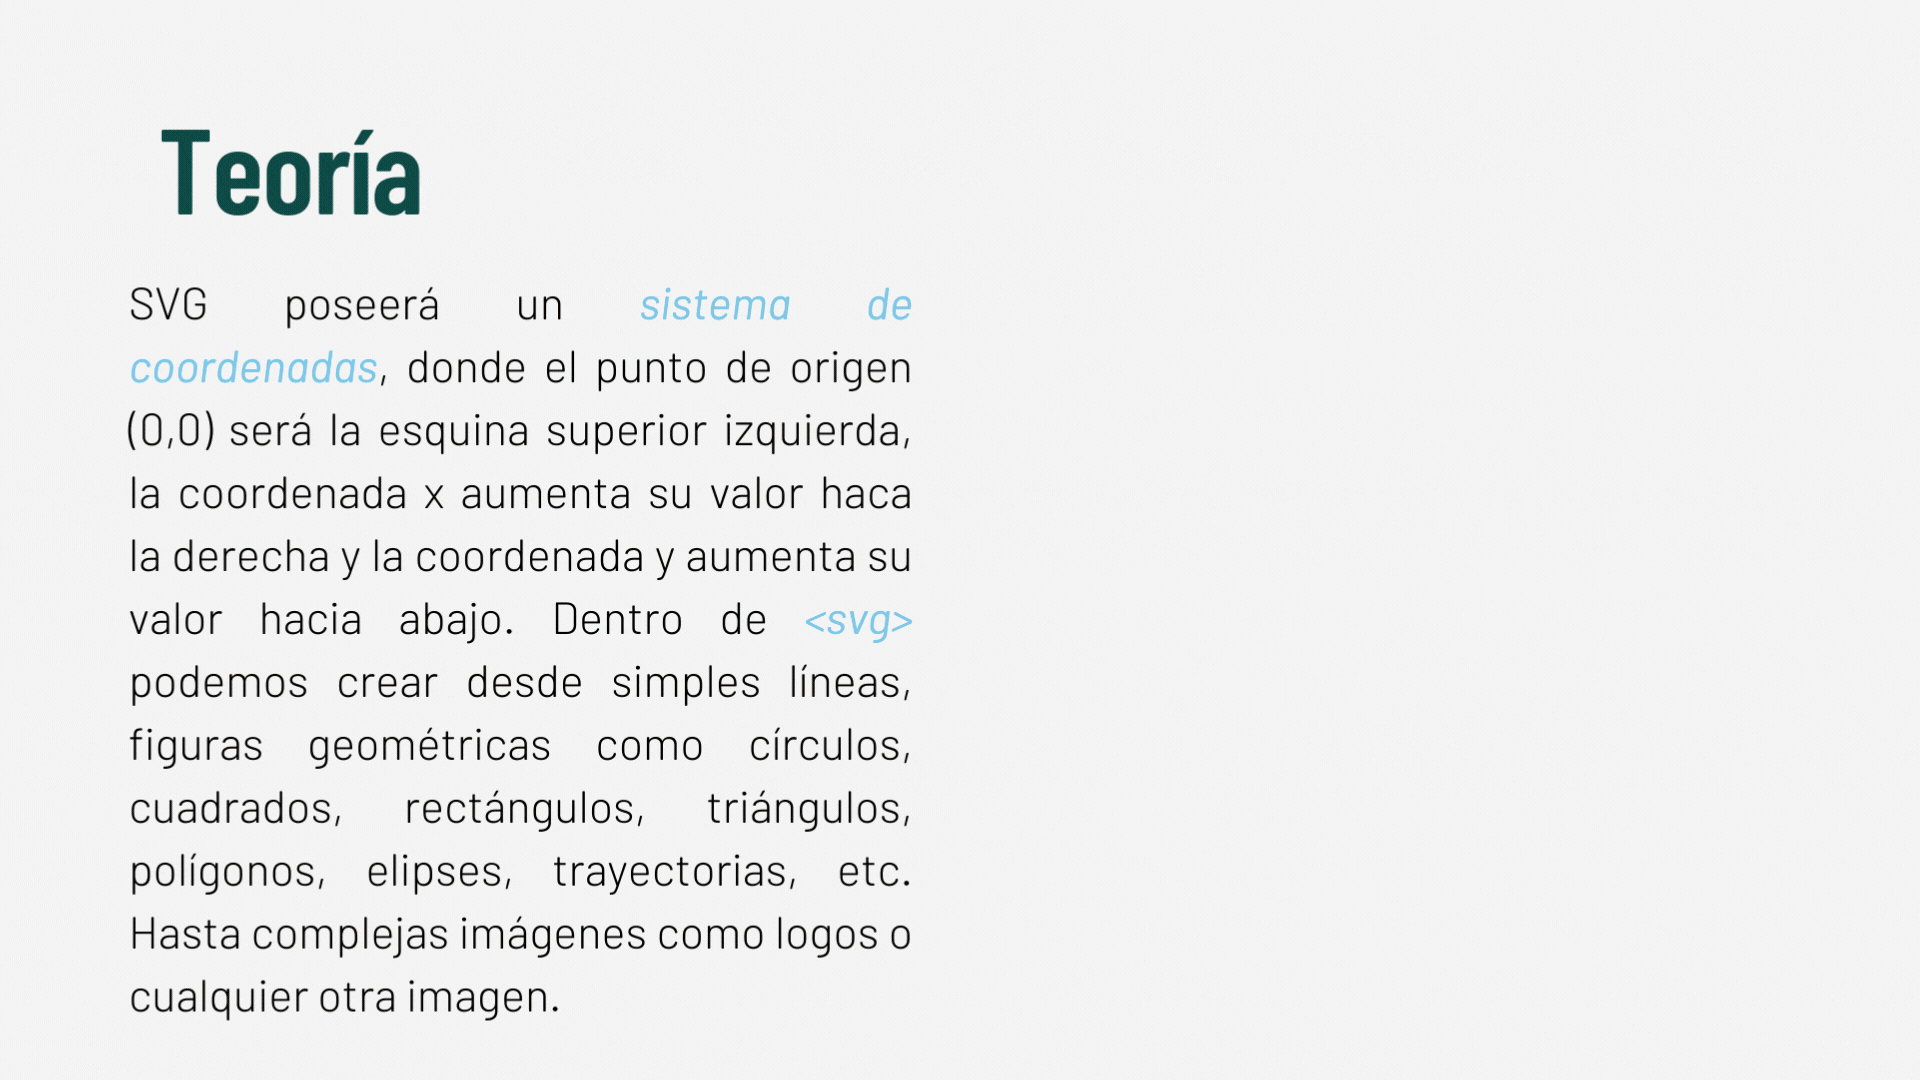 Teoría
SVG poseerá un sistema de
coordenadas, donde el punto de origen
(0,0) será la esquina superior izquierda,
la coordenada x aumenta su valor haca
la derecha y la coordenada y aumenta su
valor hacia abajo. Dentro de <svg>
podemos crear desde simples líneas,
figuras geométricas como círculos,
cuadrados, rectángulos, triángulos,
polígonos, elipses, trayectorias, etc.
Hasta complejas imágenes como logos o
cualquier otra imagen.